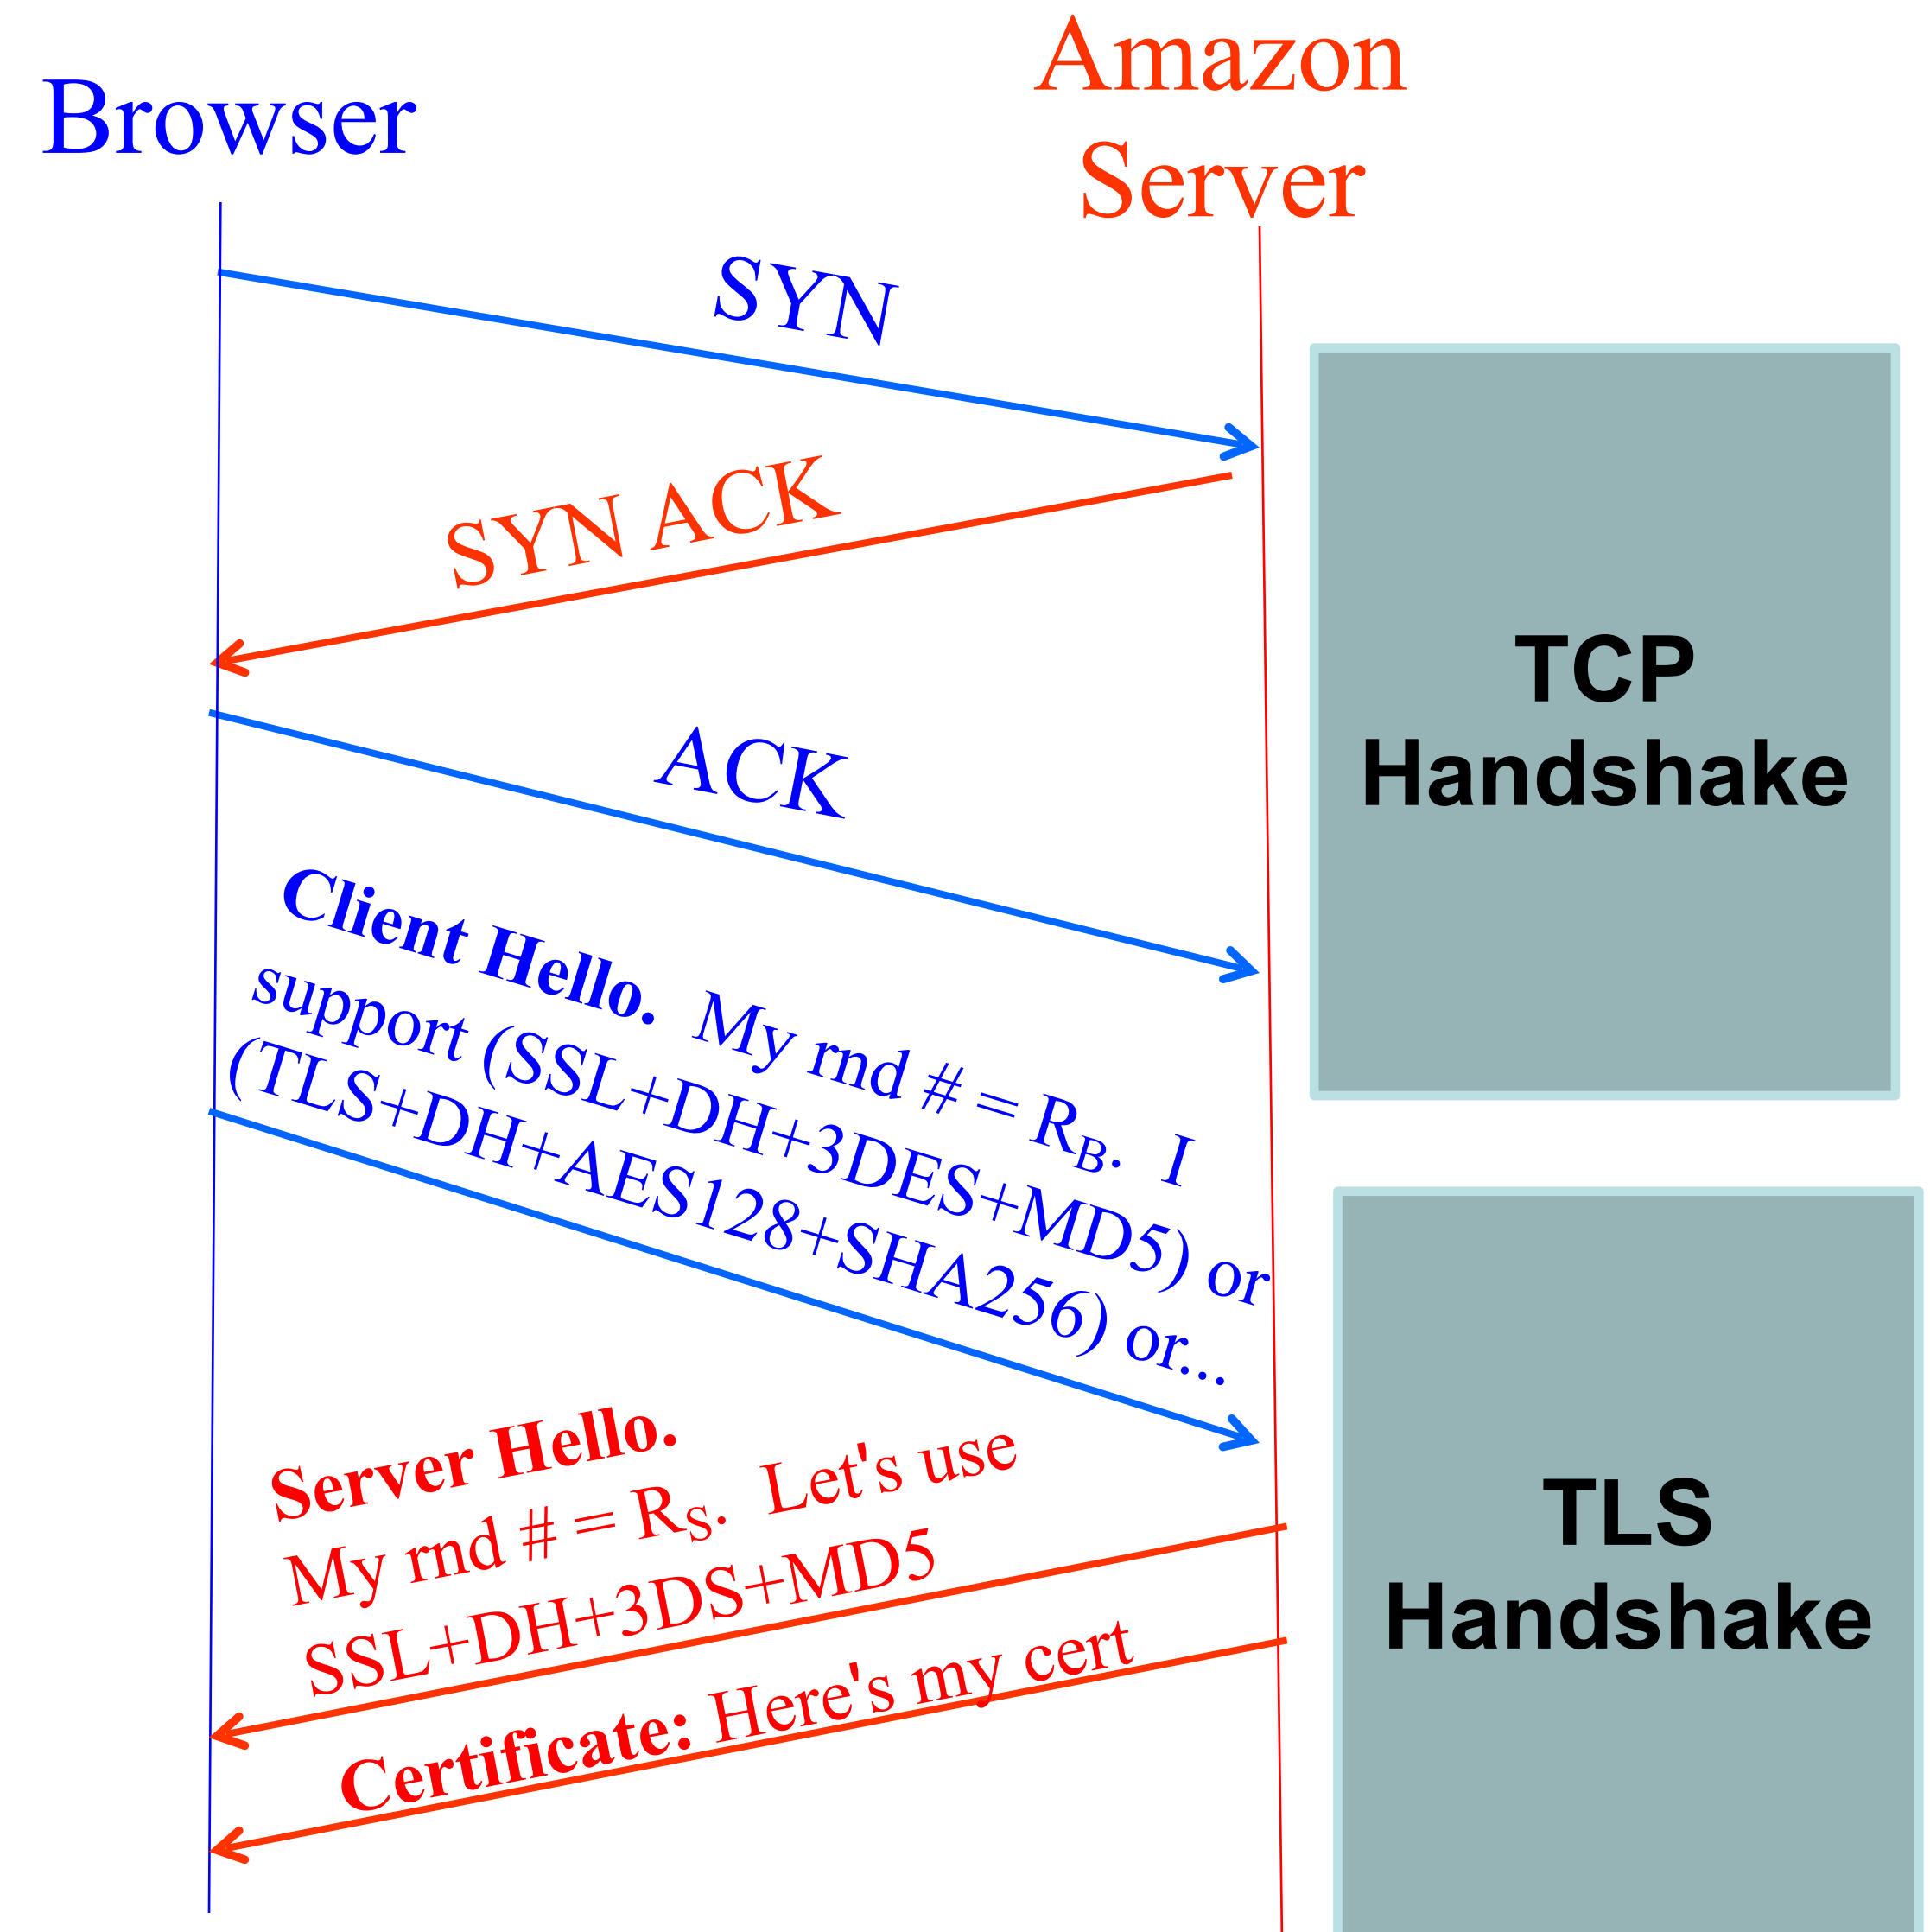 Browser
Amazon
Server
SYN
SYN ACK
ACK
TCP
Handshake
Client Hello. My rnd # = RB. I
support (SSL+DH+3DES+MD5) or
(TLS+DH+AES128+SHA256) or...
Server Hello.
My rnd # = RS. Let's use
SSL+DH+3DS+MD5
Certificate: Here's my cert
TLS
Handshake